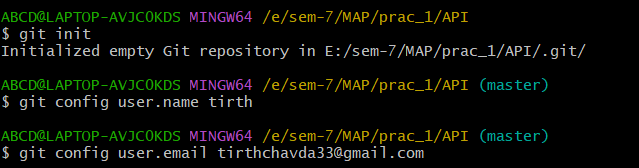 ABCD@LAPTOP-AVJC0KDS MINGW64 /e/sem-7/MAP/prac_1/API
$ git init
Initialized empty Git repository in E:/sem-7/MAP/prac_1/API/.git/
ABCD@LAPTOP-AVJC0KDS MINGW64 /e/sem-7/MAP/prac_1/API (master)
$ git config user.name tirth
ABCD@LAPTOP-AVJC0KDS MINGW64 /e/sem-7/MAP/prac_1/API (master)
$ git config user.email tirthchavda33@gmail.com